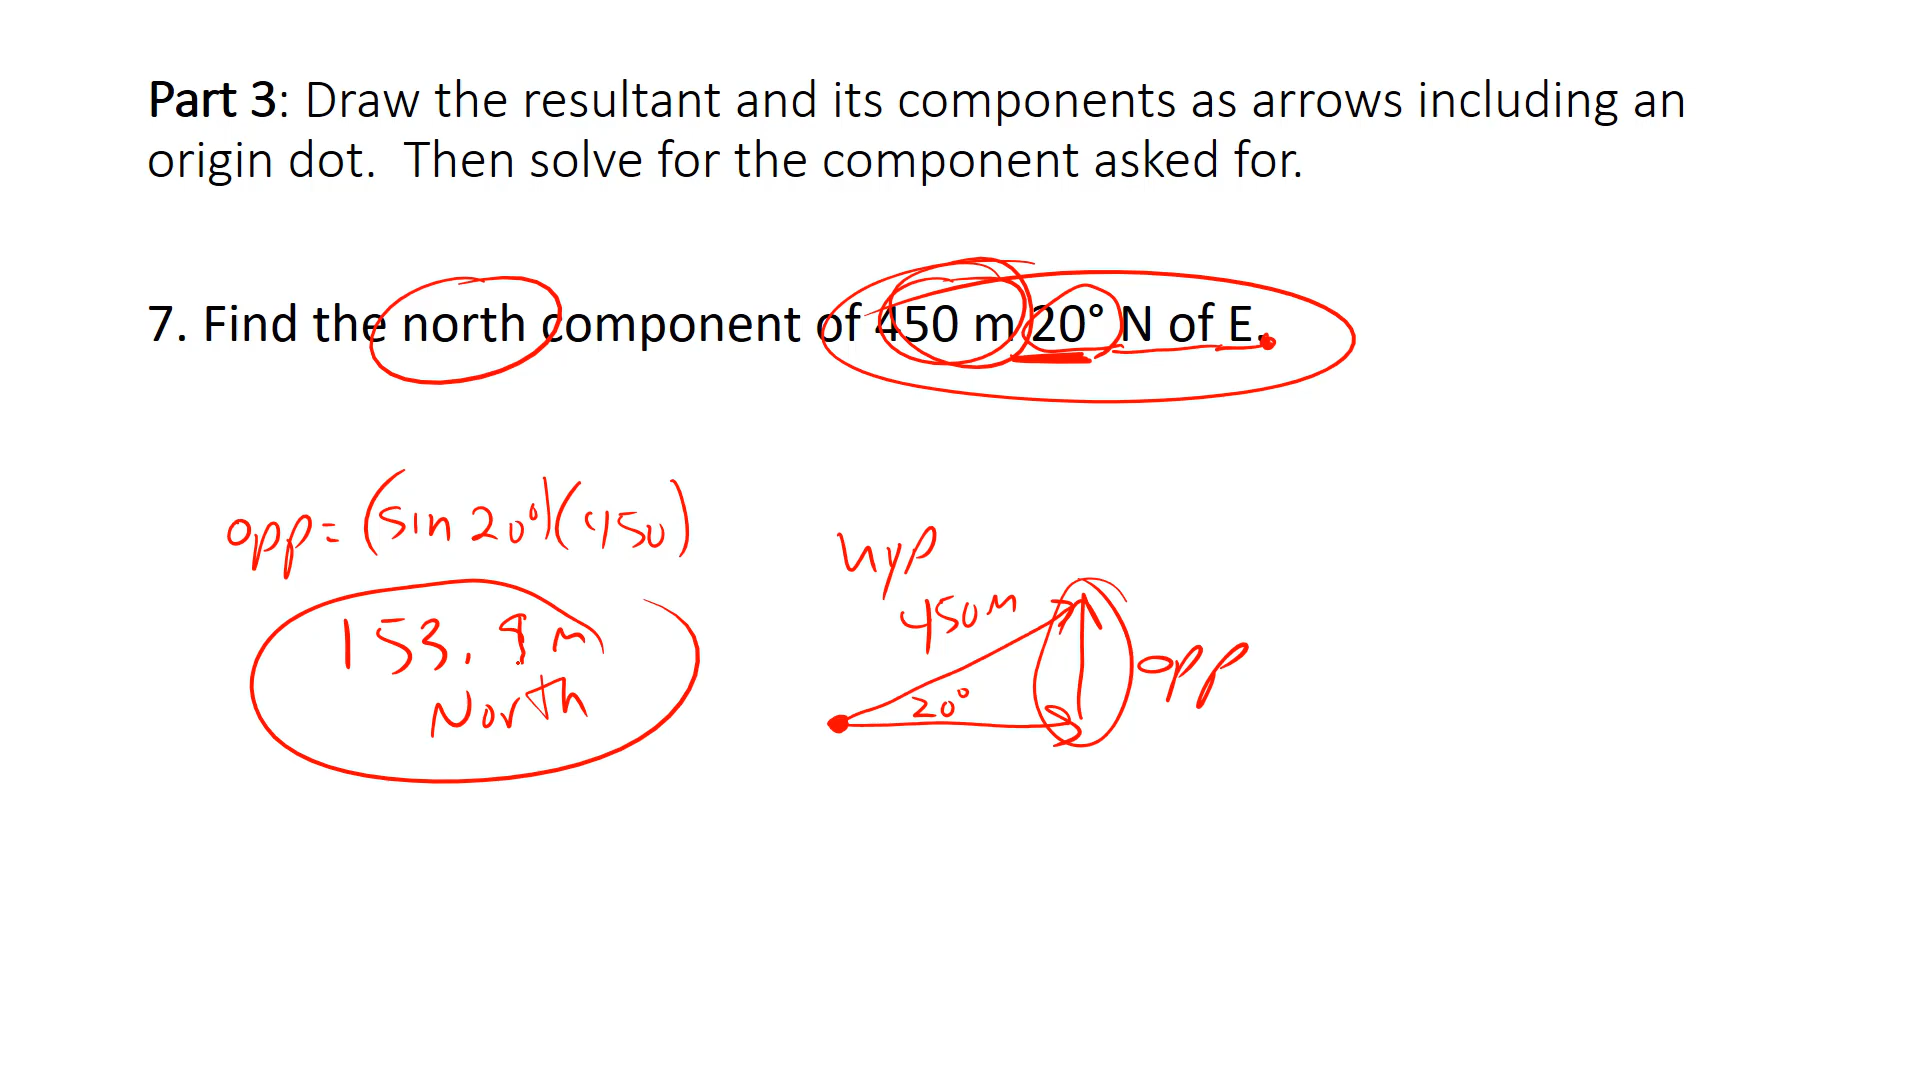 Part 3: Draw the resultant and its components as arrows including an
origin dot. Then solve for the component asked for.
7. Find the north component of 450 m 20° N of E.
opp = (sin 20°)(450)
153.9 m
North
hyp
450 m
20°
opp